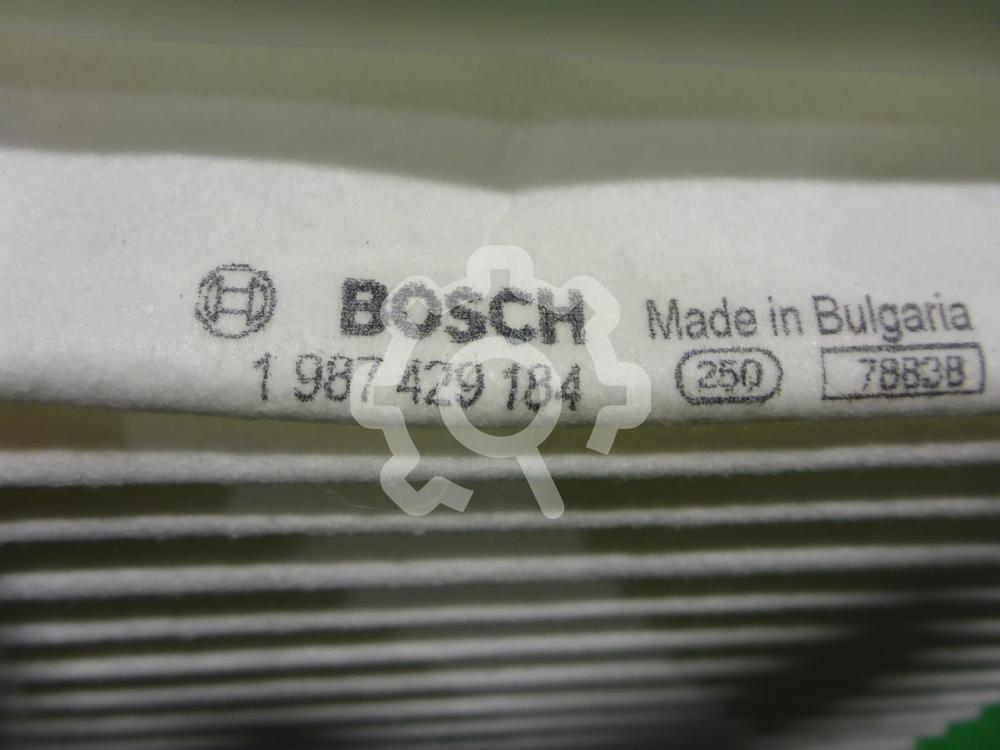 BOSCH Made in Bulgaria
1 987 429 184 250 7883B